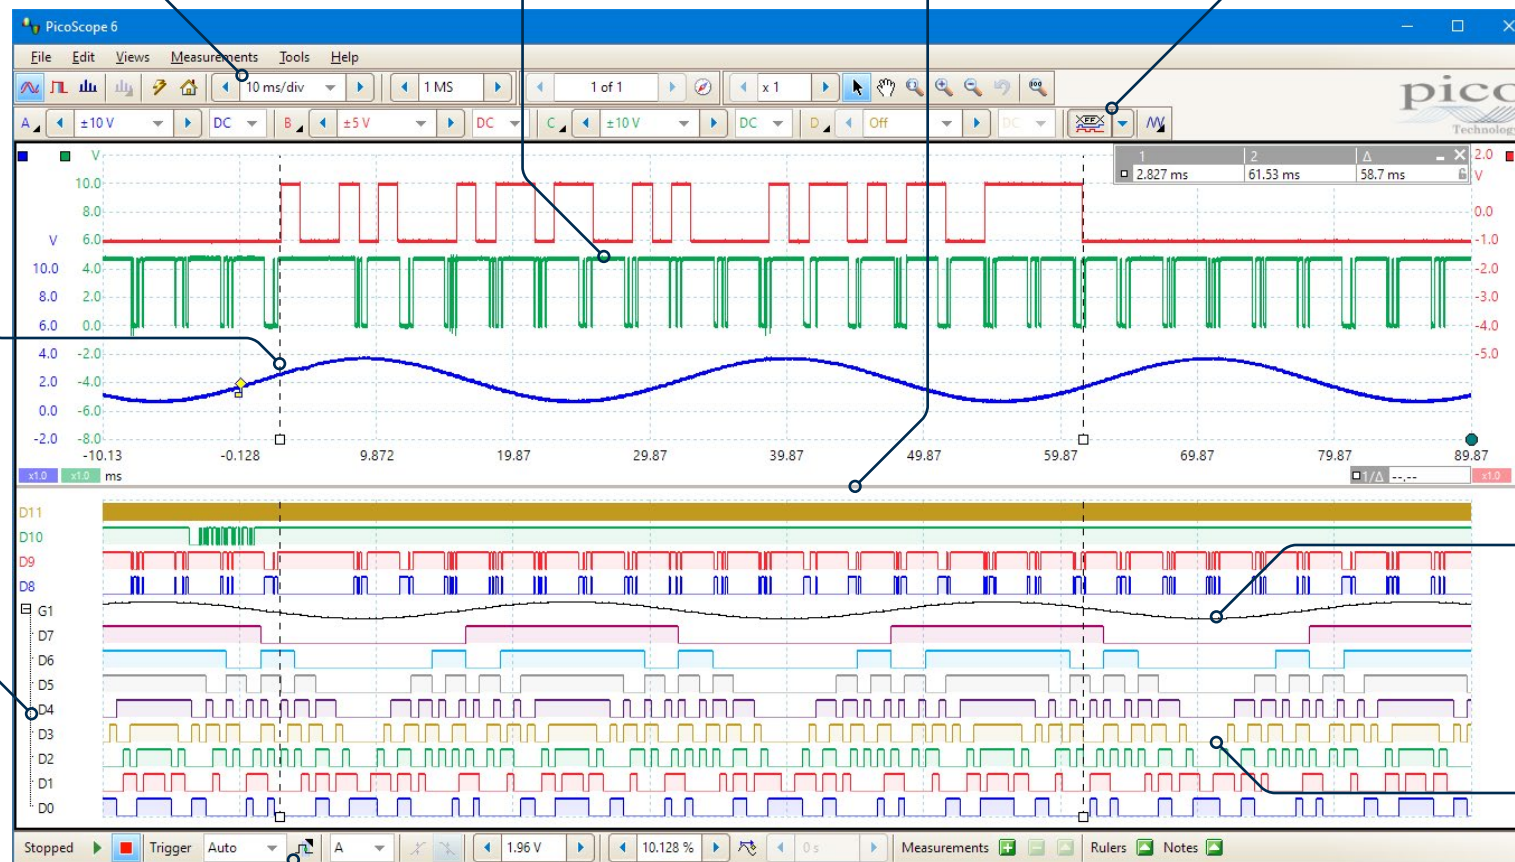 PicoScope 6
File Edit Views Measurements Tools Help
10 ms/div 1 MS 1 of 1 x 1
A ±10 V DC B ±5 V DC C ±10 V DC D Off DC
pico
Technology
1 2 Δ
2.827 ms 61.53 ms 58.7 ms
V 2.0
10.0 V
8.0 0.0
V 6.0 -1.0
10.0 4.0 -2.0
8.0 2.0 -3.0
6.0 0.0 -4.0
4.0 -2.0 -5.0
2.0 -4.0
0.0 -6.0
-2.0 -8.0
-10.13 -0.128 9.872 19.87 29.87 39.87 49.87 59.87 69.87 79.87 89.87
x1.0 x1.0 ms 1/Δ --.-- x1.0
D11
D10
D9
D8
G1
D7
D6
D5
D4
D3
D2
D1
D0
Stopped Trigger Auto A 1.96 V 10.128 % 0 s Measurements Rulers Notes